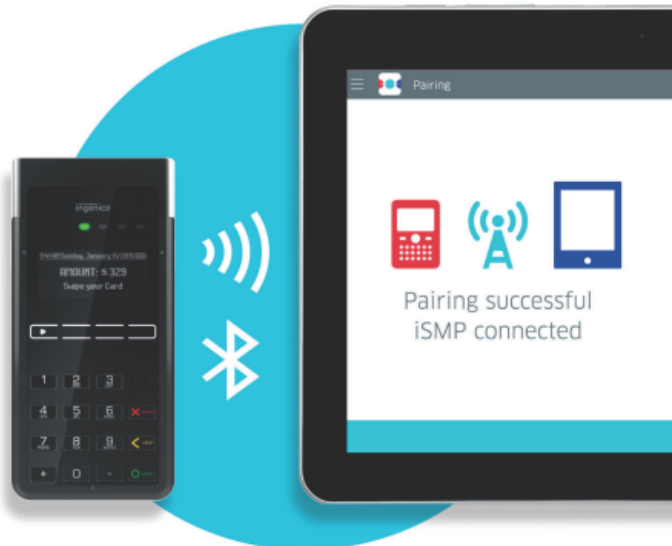 ingenico
AMOUNT: $ 329
Swipe your Card
1 2 3
4 5 6
7 8 9
+ 0 .
Pairing
Pairing successful
iSMP connected